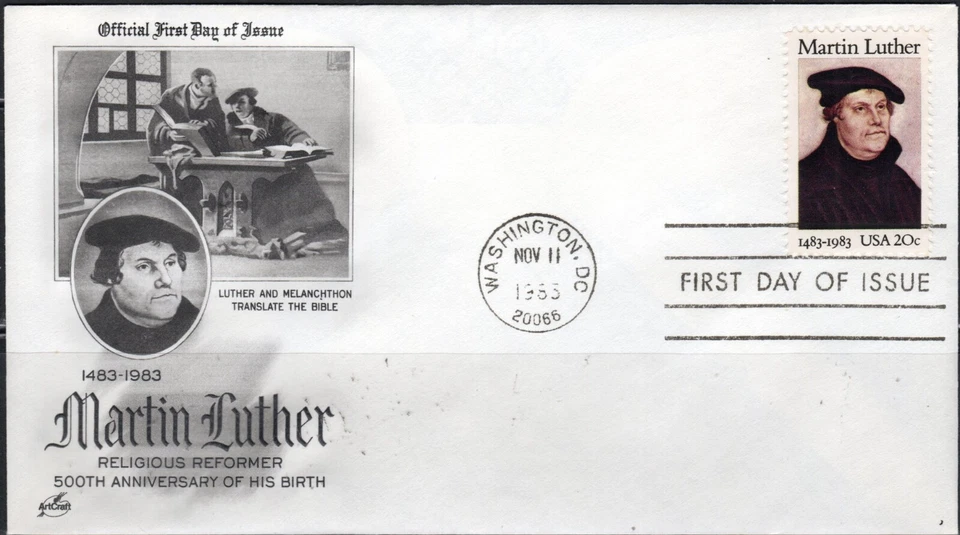 Official First Day of Issue
LUTHER AND MELANCHTHON
TRANSLATE THE BIBLE
1483-1983
Martin Luther
RELIGIOUS REFORMER
500TH ANNIVERSARY OF HIS BIRTH
ArtCraft
WASHINGTON, DC
NOV 11
1983
20066
Martin Luther
1483-1983 USA 20c
FIRST DAY OF ISSUE